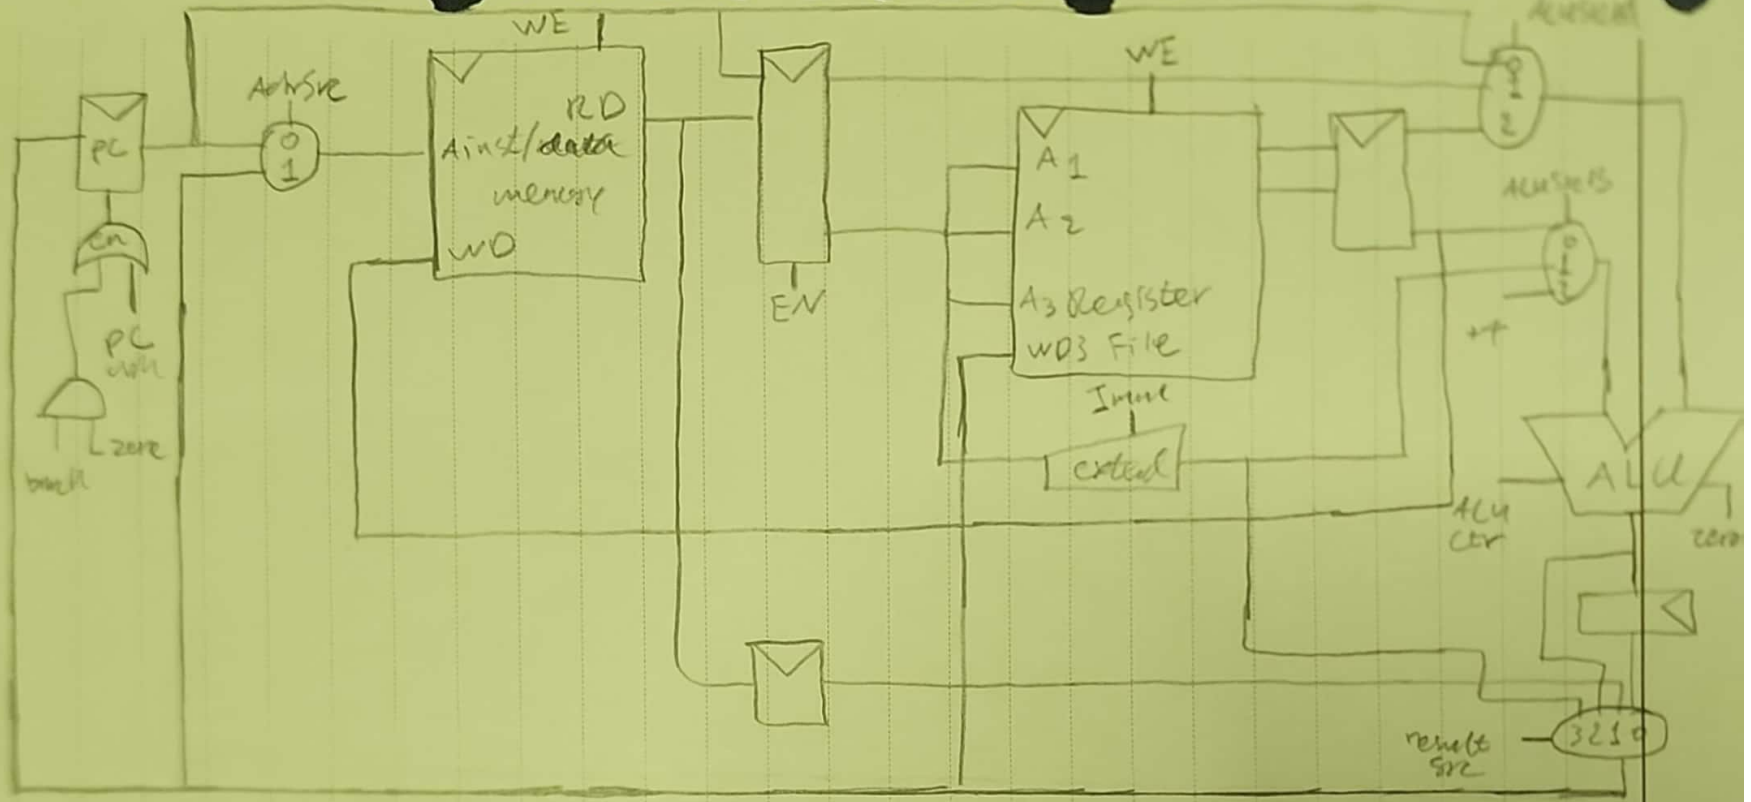 WE
ALUSrcA
AdrSrc
0
1
PC
RD
A inst/data
memory
WD
WE
0
1
2
A1
A2
A3 Register
WD3 File
EN
ALUSrcB
0
1
2
+4
en
PC
zero
Imm
extend
ALU
ALU
Ctr
zero
3 2 1 0
result
src